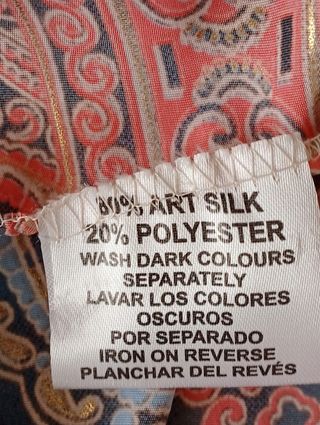 80% ART SILK
20% POLYESTER
WASH DARK COLOURS
SEPARATELY
LAVAR LOS COLORES
OSCUROS
POR SEPARADO
IRON ON REVERSE
PLANCHAR DEL REVÉS